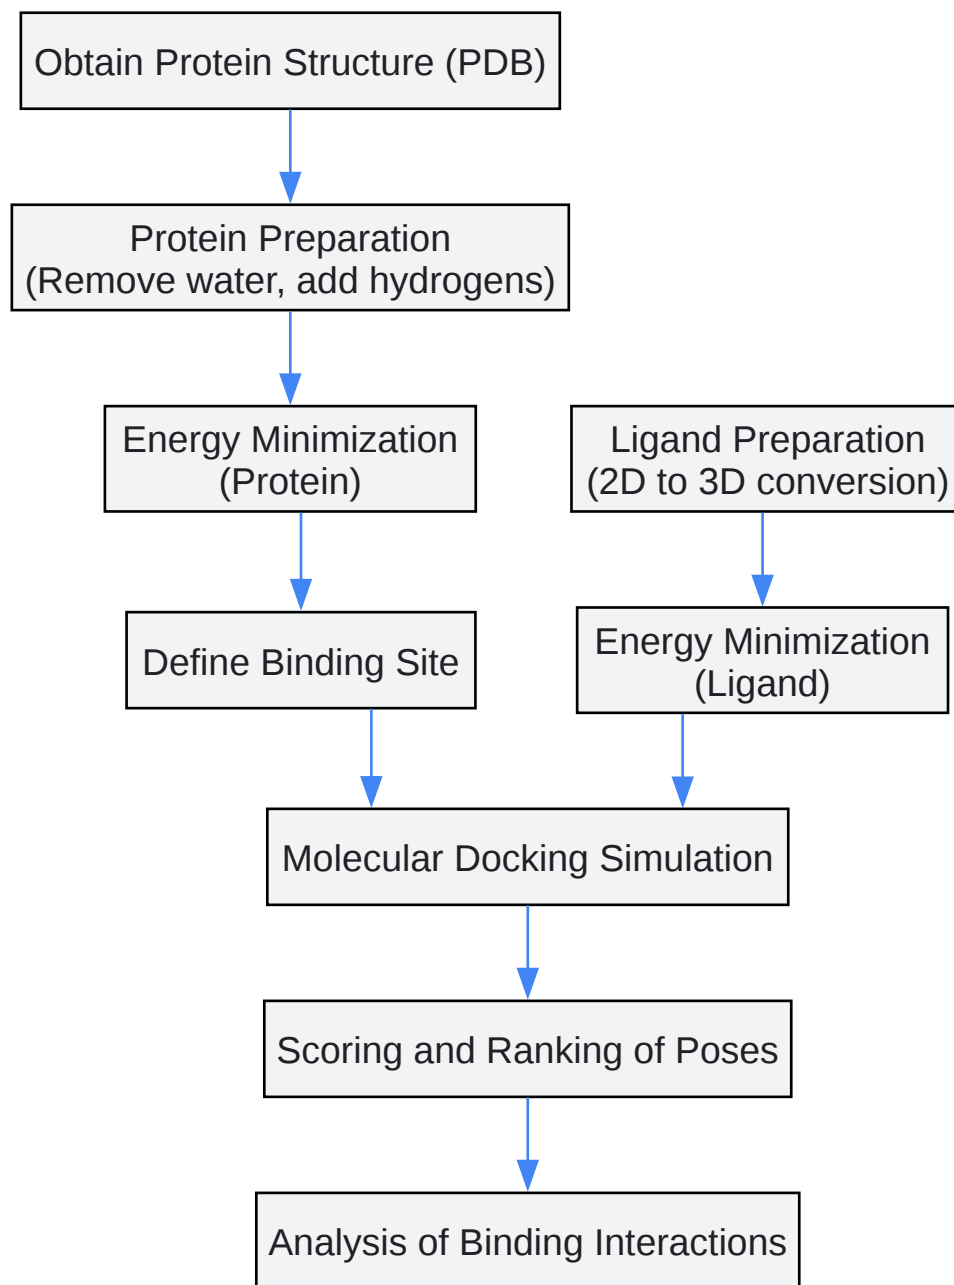 Obtain Protein Structure (PDB)
Protein Preparation
(Remove water, add hydrogens)
Energy Minimization
(Protein)
Ligand Preparation
(2D to 3D conversion)
Define Binding Site
Energy Minimization
(Ligand)
Molecular Docking Simulation
Scoring and Ranking of Poses
Analysis of Binding Interactions